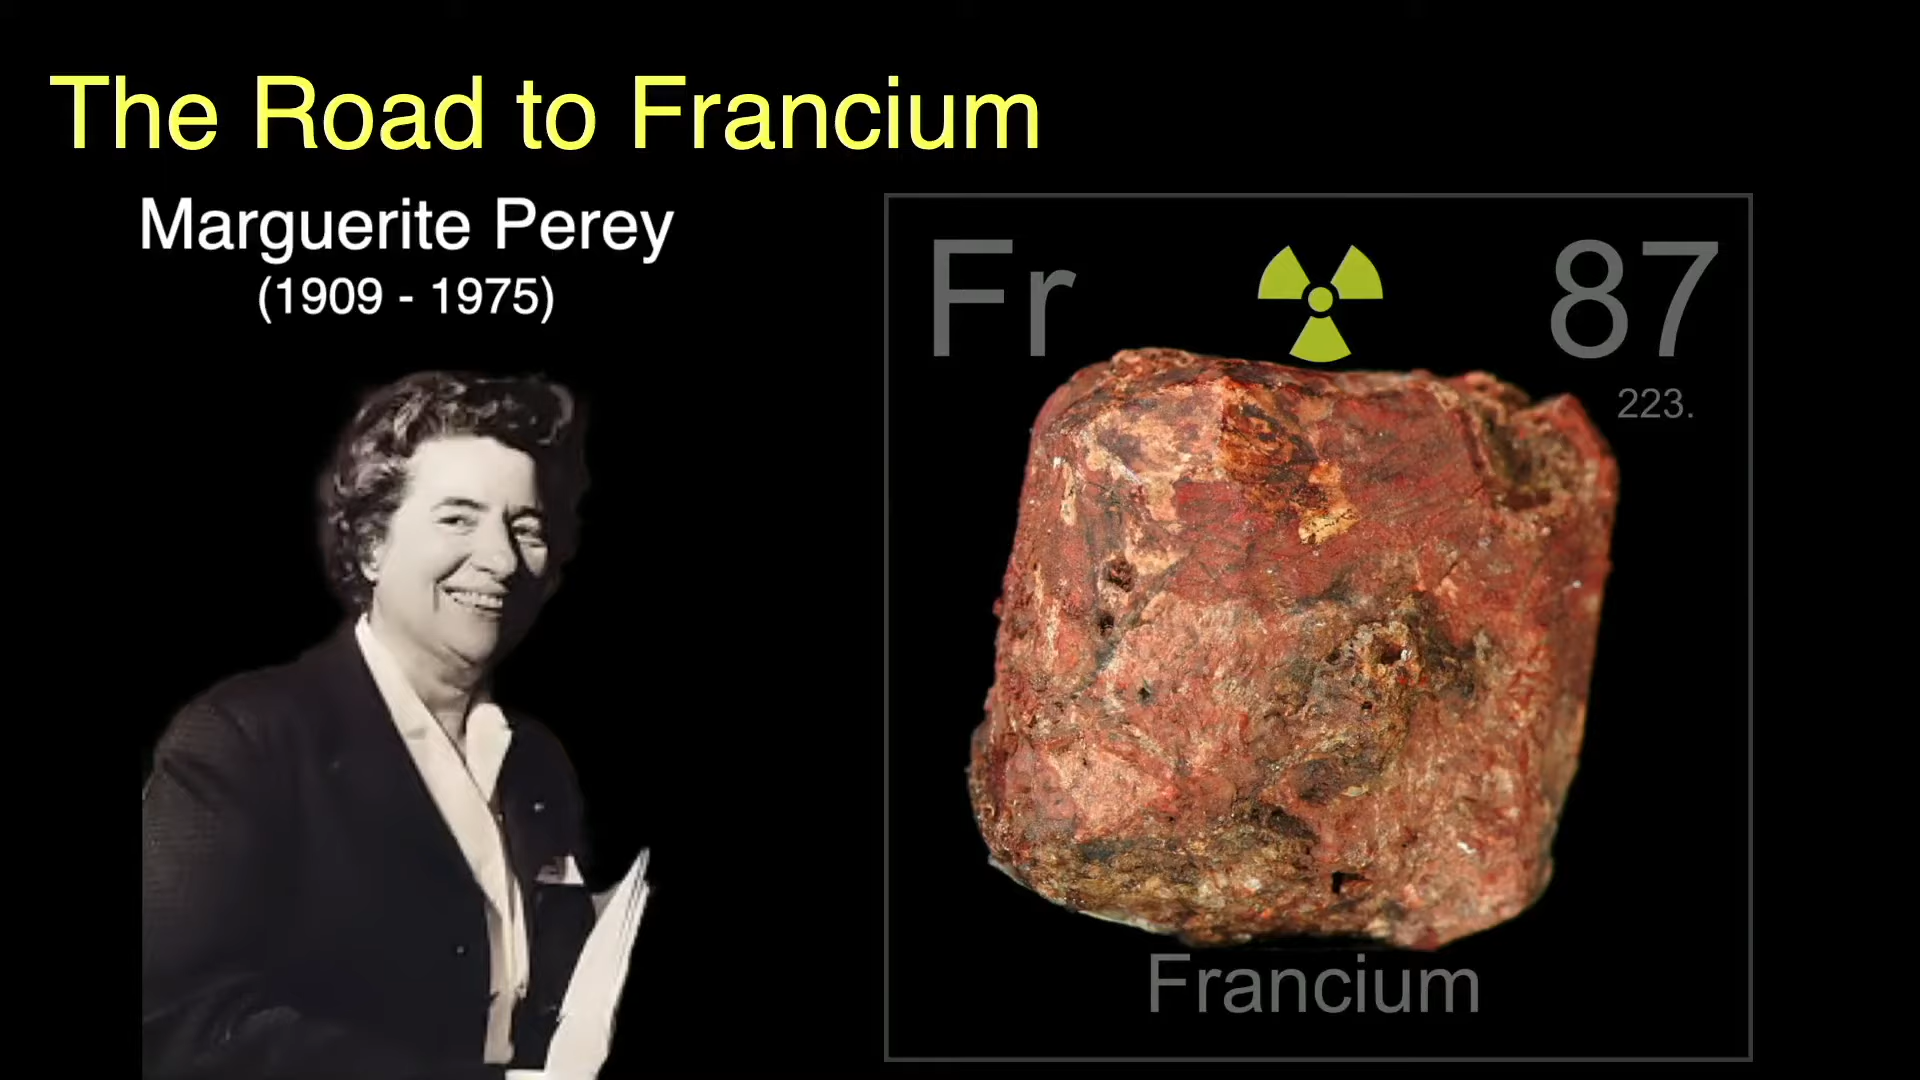 The Road to Francium
Marguerite Perey
(1909 - 1975)
Fr
87
223.
Francium